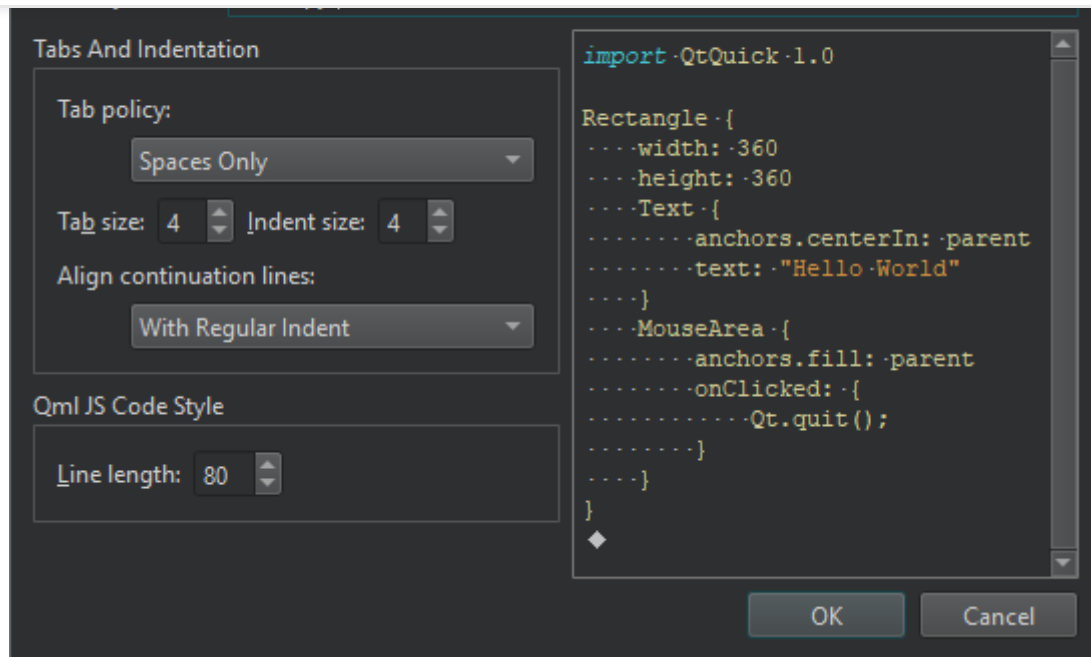 Tabs And Indentation
Tab policy:
Spaces Only
Tab size: 4 Indent size: 4
Align continuation lines:
With Regular Indent
Qml JS Code Style
Line length: 80
import·QtQuick·1.0
Rectangle·{
····width:·360
····height:·360
····Text·{
········anchors.centerIn:·parent
········text:·"Hello·World"
····}
····MouseArea·{
········anchors.fill:·parent
········onClicked:·{
············Qt.quit();
········}
····}
}
OK Cancel